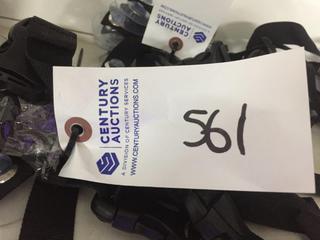 CENTURY
AUCTIONS
A DIVISION OF CENTURY SERVICES
WWW.CENTURYAUCTIONS.COM
561
CENTURY
AUCTIONS